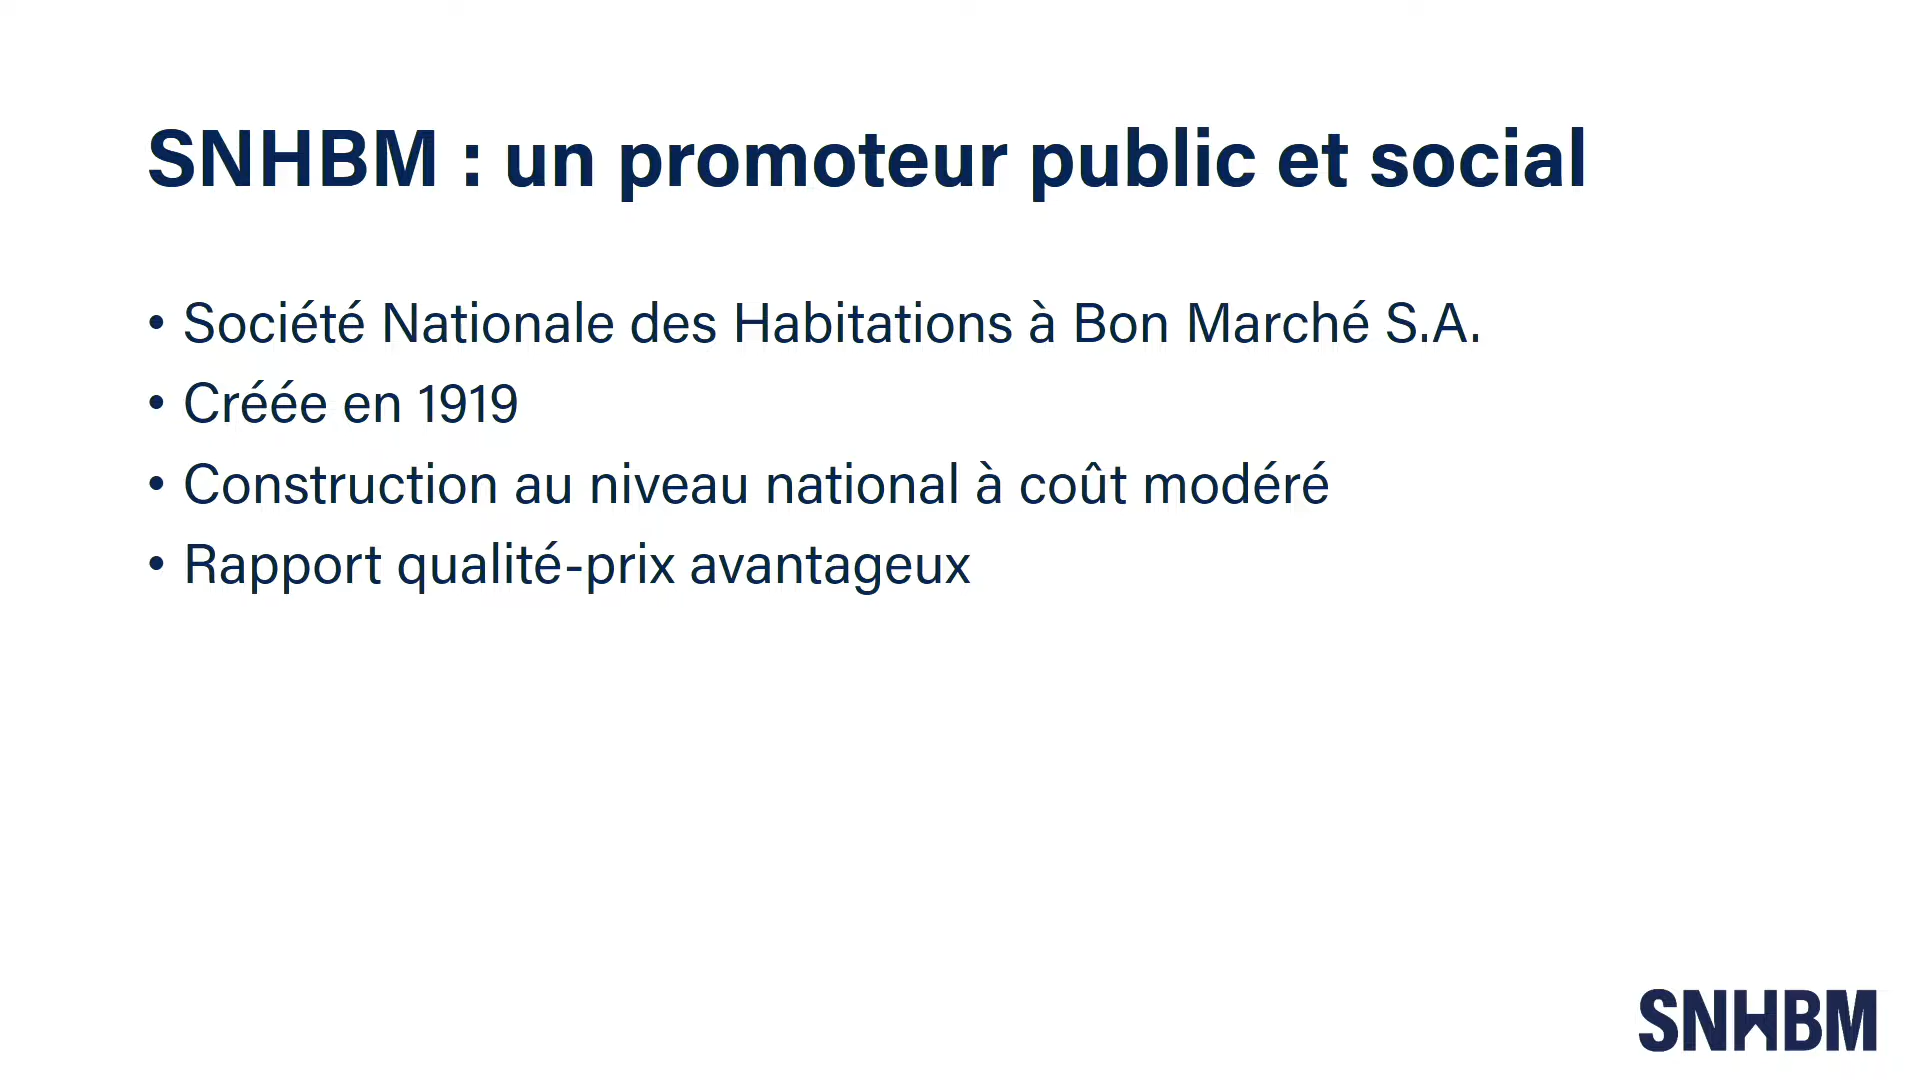 SNHBM : un promoteur public et social
• Société Nationale des Habitations à Bon Marché S.A.
• Créée en 1919
• Construction au niveau national à coût modéré
• Rapport qualité-prix avantageux
SNHBM